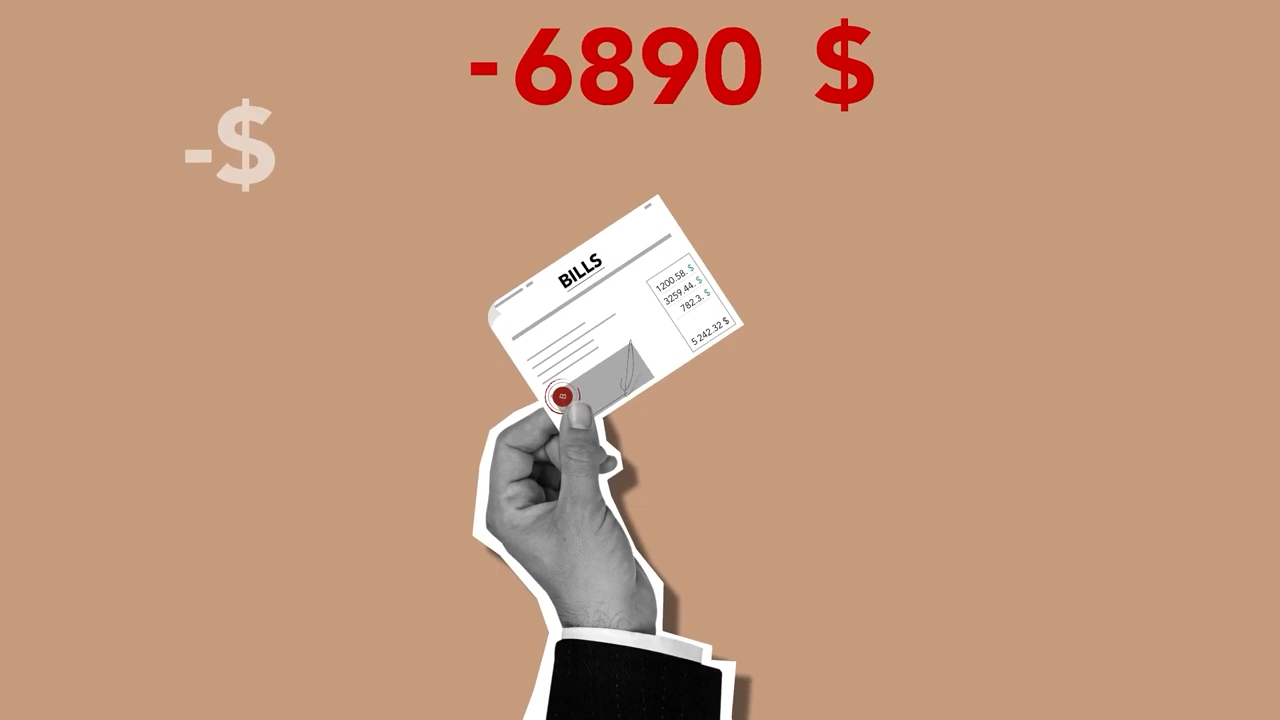 -6890 $
-$
BILLS
1200.58. $
3259.44. $
782.3. $
5 242.32 $
B